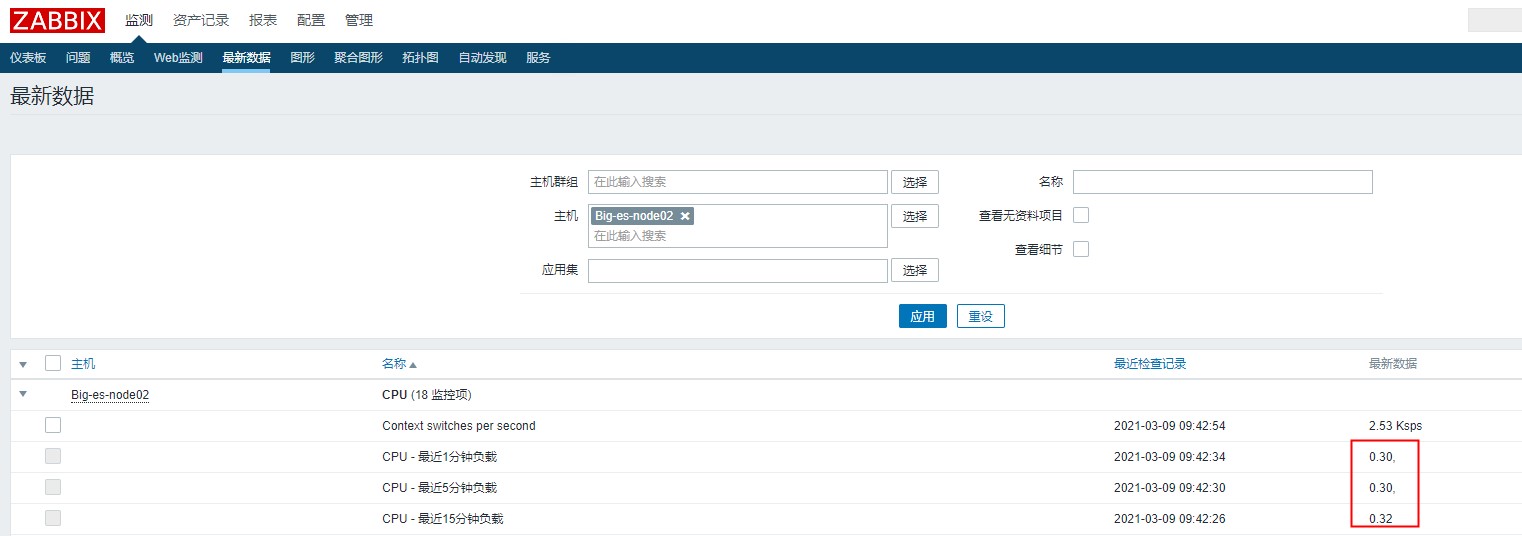 ZABBIX 监测 资产记录 报表 配置 管理
仪表板 问题 概览 Web监测 最新数据 图形 聚合图形 拓扑图 自动发现 服务
最新数据
主机群组 在此输入搜索 选择 名称
主机 Big-es-node02 × 选择 查看无资料项目
在此输入搜索
查看细节
应用集 选择
应用 重设
主机 名称 最近检查记录 最新数据
Big-es-node02 CPU (18 监控项)
Context switches per second 2021-03-09 09:42:54 2.53 Ksps
CPU - 最近1分钟负载 2021-03-09 09:42:34 0.30,
CPU - 最近5分钟负载 2021-03-09 09:42:30 0.30,
CPU - 最近15分钟负载 2021-03-09 09:42:26 0.32